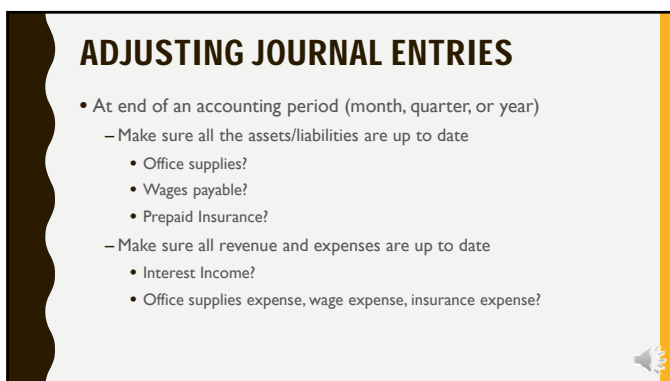 ADJUSTING JOURNAL ENTRIES
• At end of an accounting period (month, quarter, or year)
– Make sure all the assets/liabilities are up to date
• Office supplies?
• Wages payable?
• Prepaid Insurance?
– Make sure all revenue and expenses are up to date
• Interest Income?
• Office supplies expense, wage expense, insurance expense?